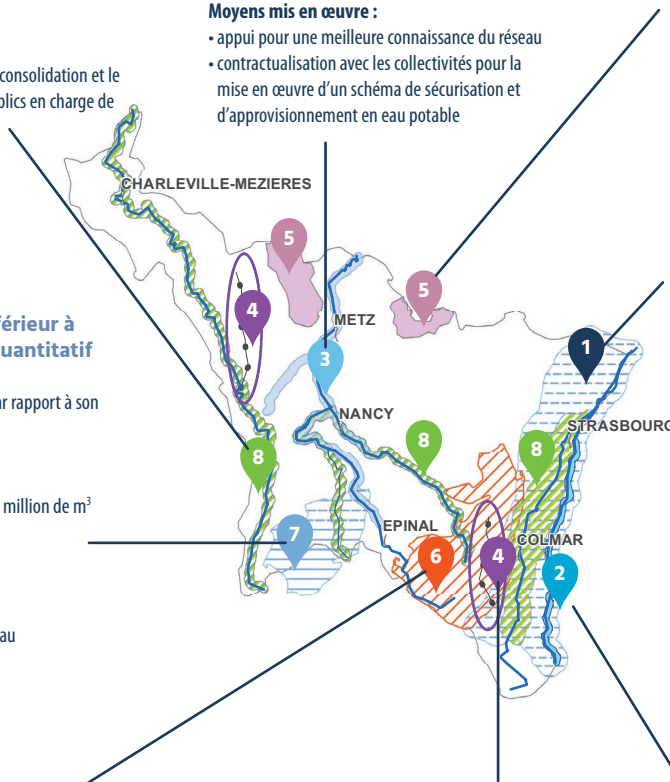 Moyens mis en œuvre :
• appui pour une meilleure connaissance du réseau
• contractualisation avec les collectivités pour la
mise en œuvre d'un schéma de sécurisation et
d'approvisionnement en eau potable
consolidation et le
blics en charge de
CHARLEVILLE-MEZIERES
5
5
4
METZ
férieur à
uantitatif
3
1
ar rapport à son
NANCY
STRASBOURG
8
8
8
million de m³
7
EPINAL
6
4
COLMAR
2
au